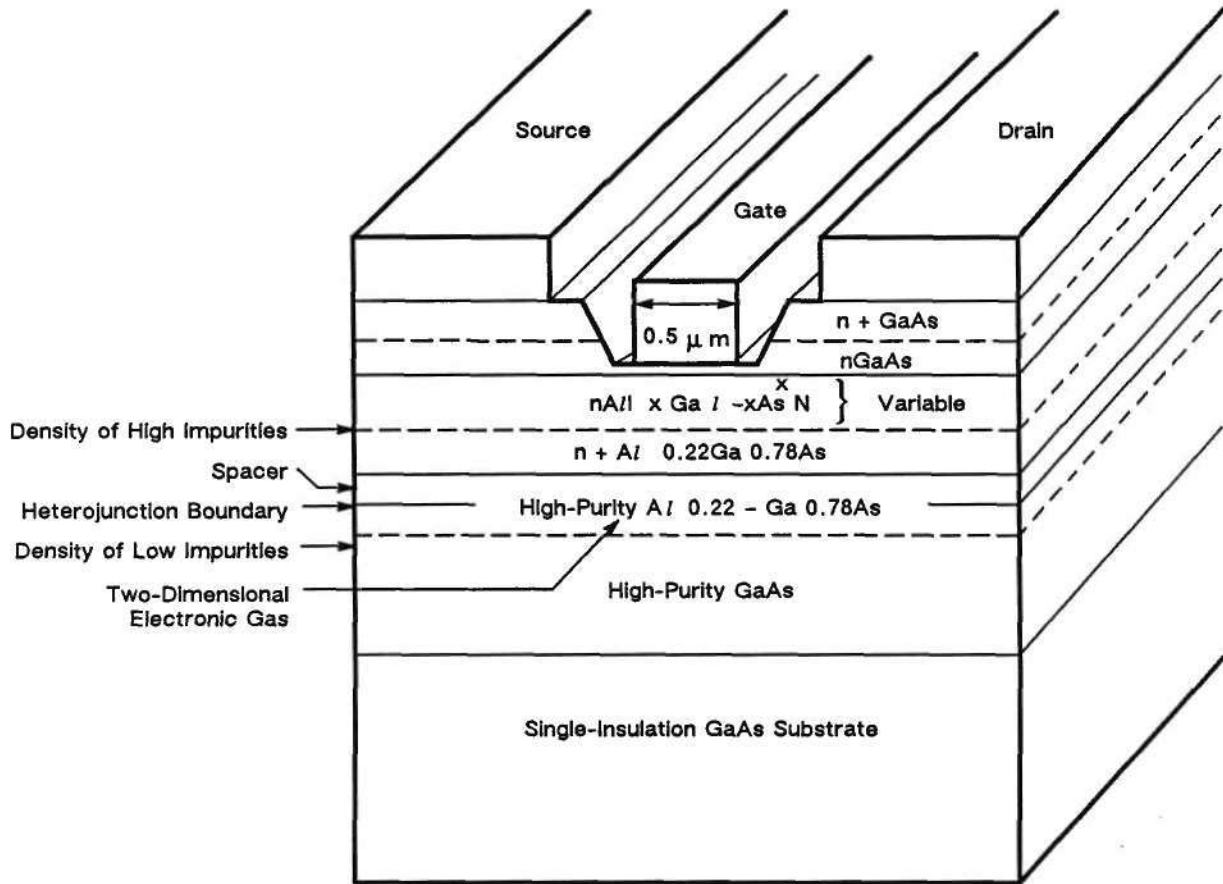 Source
Drain
Gate
0.5 μ m
n + GaAs
nGaAs
x
nAll x Ga l -xAs N } Variable
Density of High Impurities
n + Al 0.22Ga 0.78As
Spacer
Heterojunction Boundary
High-Purity Al 0.22 - Ga 0.78As
Density of Low Impurities
Two-Dimensional
Electronic Gas
High-Purity GaAs
Single-Insulation GaAs Substrate